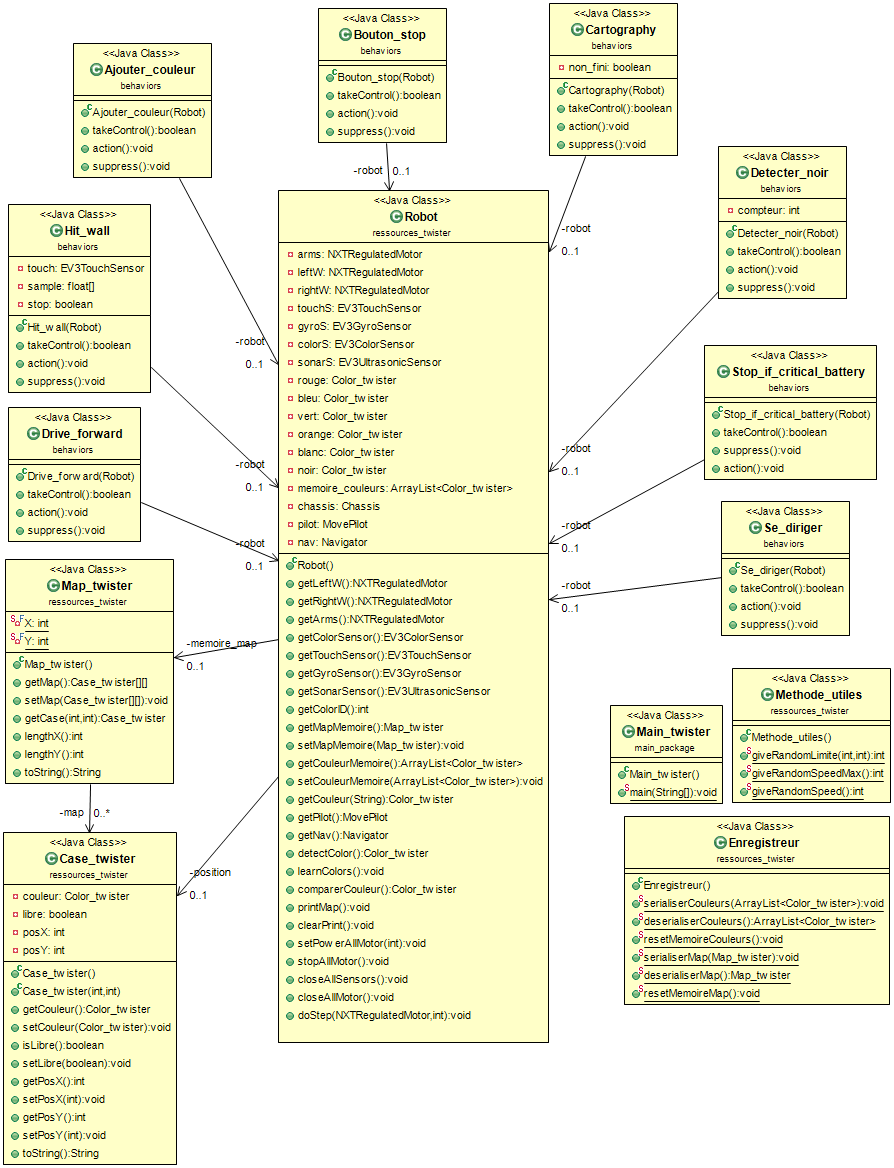 <<Java Class>>
Bouton_stop
behaviors
Bouton_stop(Robot)
takeControl():boolean
action():void
suppress():void
-robot
0..1
<<Java Class>>
Cartography
behaviors
non_fini: boolean
Cartography(Robot)
takeControl():boolean
action():void
suppress():void
-robot
0..1
<<Java Class>>
Ajouter_couleur
behaviors
Ajouter_couleur(Robot)
takeControl():boolean
action():void
suppress():void
-robot
0..1
<<Java Class>>
Detecter_noir
behaviors
compteur: int
Detecter_noir(Robot)
takeControl():boolean
action():void
suppress():void
-robot
0..1
<<Java Class>>
Hit_wall
behaviors
touch: EV3TouchSensor
sample: float[]
stop: boolean
Hit_wall(Robot)
takeControl():boolean
action():void
suppress():void
-robot
0..1
<<Java Class>>
Robot
ressources_twister
arms: NXTRegulatedMotor
leftW: NXTRegulatedMotor
rightW: NXTRegulatedMotor
touchS: EV3TouchSensor
gyroS: EV3GyroSensor
colorS: EV3ColorSensor
sonarS: EV3UltrasonicSensor
rouge: Color_twister
bleu: Color_twister
vert: Color_twister
orange: Color_twister
blanc: Color_twister
noir: Color_twister
memoire_couleurs: ArrayList<Color_twister>
chassis: Chassis
pilot: MovePilot
nav: Navigator
Robot()
getLeftW():NXTRegulatedMotor
getRightW():NXTRegulatedMotor
getArms():NXTRegulatedMotor
getColorSensor():EV3ColorSensor
getTouchSensor():EV3TouchSensor
getGyroSensor():EV3GyroSensor
getSonarSensor():EV3UltrasonicSensor
getColorID():int
getMapMemoire():Map_twister
setMapMemoire(Map_twister):void
getCouleurMemoire():ArrayList<Color_twister>
setCouleurMemoire(ArrayList<Color_twister>):void
getCouleur(String):Color_twister
getPilot():MovePilot
getNav():Navigator
detectColor():Color_twister
learnColors():void
comparerCouleur():Color_twister
printMap():void
clearPrint():void
setPowerAllMotor(int):void
stopAllMotor():void
closeAllSensors():void
closeAllMotor():void
doStep(NXTRegulatedMotor,int):void
<<Java Class>>
Stop_if_critical_battery
behaviors
Stop_if_critical_battery(Robot)
takeControl():boolean
suppress():void
action():void
-robot
0..1
<<Java Class>>
Drive_forward
behaviors
Drive_forward(Robot)
takeControl():boolean
action():void
suppress():void
-robot
0..1
<<Java Class>>
Se_diriger
behaviors
Se_diriger(Robot)
takeControl():boolean
action():void
suppress():void
-robot
0..1
<<Java Class>>
Map_twister
ressources_twister
S F X: int
S F Y: int
Map_twister()
getMap():Case_twister[][]
setMap(Case_twister[][]):void
getCase(int,int):Case_twister
lengthX():int
lengthY():int
toString():String
-memoire_map
0..1
-map
0..*
-position
0..1
<<Java Class>>
Main_twister
main_package
Main_twister()
main(String[]):void
<<Java Class>>
Methode_utiles
ressources_twister
Methode_utiles()
giveRandomLimite(int,int):int
giveRandomSpeedMax():int
giveRandomSpeed():int
<<Java Class>>
Enregistreur
ressources_twister
Enregistreur()
serialiserCouleurs(ArrayList<Color_twister>):void
deserialiserCouleurs():ArrayList<Color_twister>
resetMemoireCouleurs():void
serialiserMap(Map_twister):void
deserialiserMap():Map_twister
resetMemoireMap():void
<<Java Class>>
Case_twister
ressources_twister
couleur: Color_twister
libre: boolean
posX: int
posY: int
Case_twister()
Case_twister(int,int)
getCouleur():Color_twister
setCouleur(Color_twister):void
isLibre():boolean
setLibre(boolean):void
getPosX():int
setPosX(int):void
getPosY():int
setPosY(int):void
toString():String